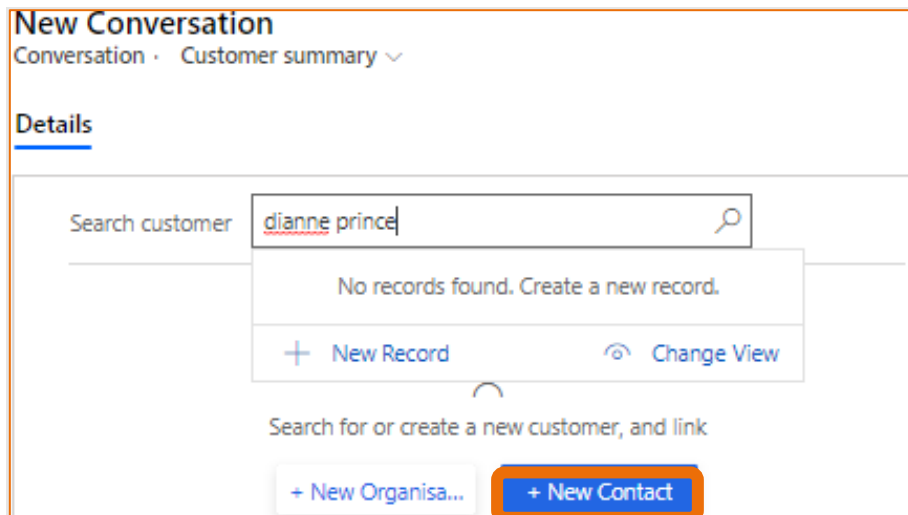 New Conversation
Conversation · Customer summary
Details
Search customer dianne prince
No records found. Create a new record.
+ New Record Change View
Search for or create a new customer, and link
+ New Organisa... + New Contact